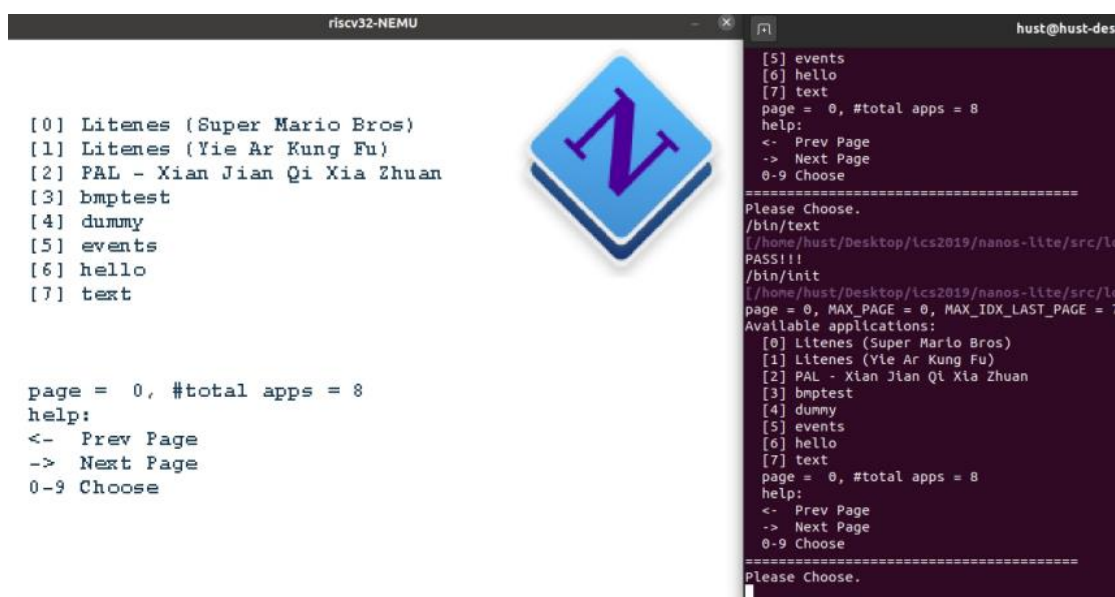 riscv32-NEMU
[0] Litenes (Super Mario Bros)
[1] Litenes (Yie Ar Kung Fu)
[2] PAL - Xian Jian Qi Xia Zhuan
[3] bmptest
[4] dummy
[5] events
[6] hello
[7] text
page =  0, #total apps = 8
help:
<-  Prev Page
->  Next Page
0-9 Choose
N
hust@hust-des
[5] events
[6] hello
[7] text
page =  0, #total apps = 8
help:
<-  Prev Page
->  Next Page
0-9 Choose
========================================
Please Choose.
/bin/text
[/home/hust/Desktop/ics2019/nanos-lite/src/lo
PASS!!!
/bin/init
[/home/hust/Desktop/ics2019/nanos-lite/src/lo
page = 0, MAX_PAGE = 0, MAX_IDX_LAST_PAGE = 7
Available applications:
[0] Litenes (Super Mario Bros)
[1] Litenes (Yie Ar Kung Fu)
[2] PAL - Xian Jian Qi Xia Zhuan
[3] bmptest
[4] dummy
[5] events
[6] hello
[7] text
page =  0, #total apps = 8
help:
<-  Prev Page
->  Next Page
0-9 Choose
========================================
Please Choose.